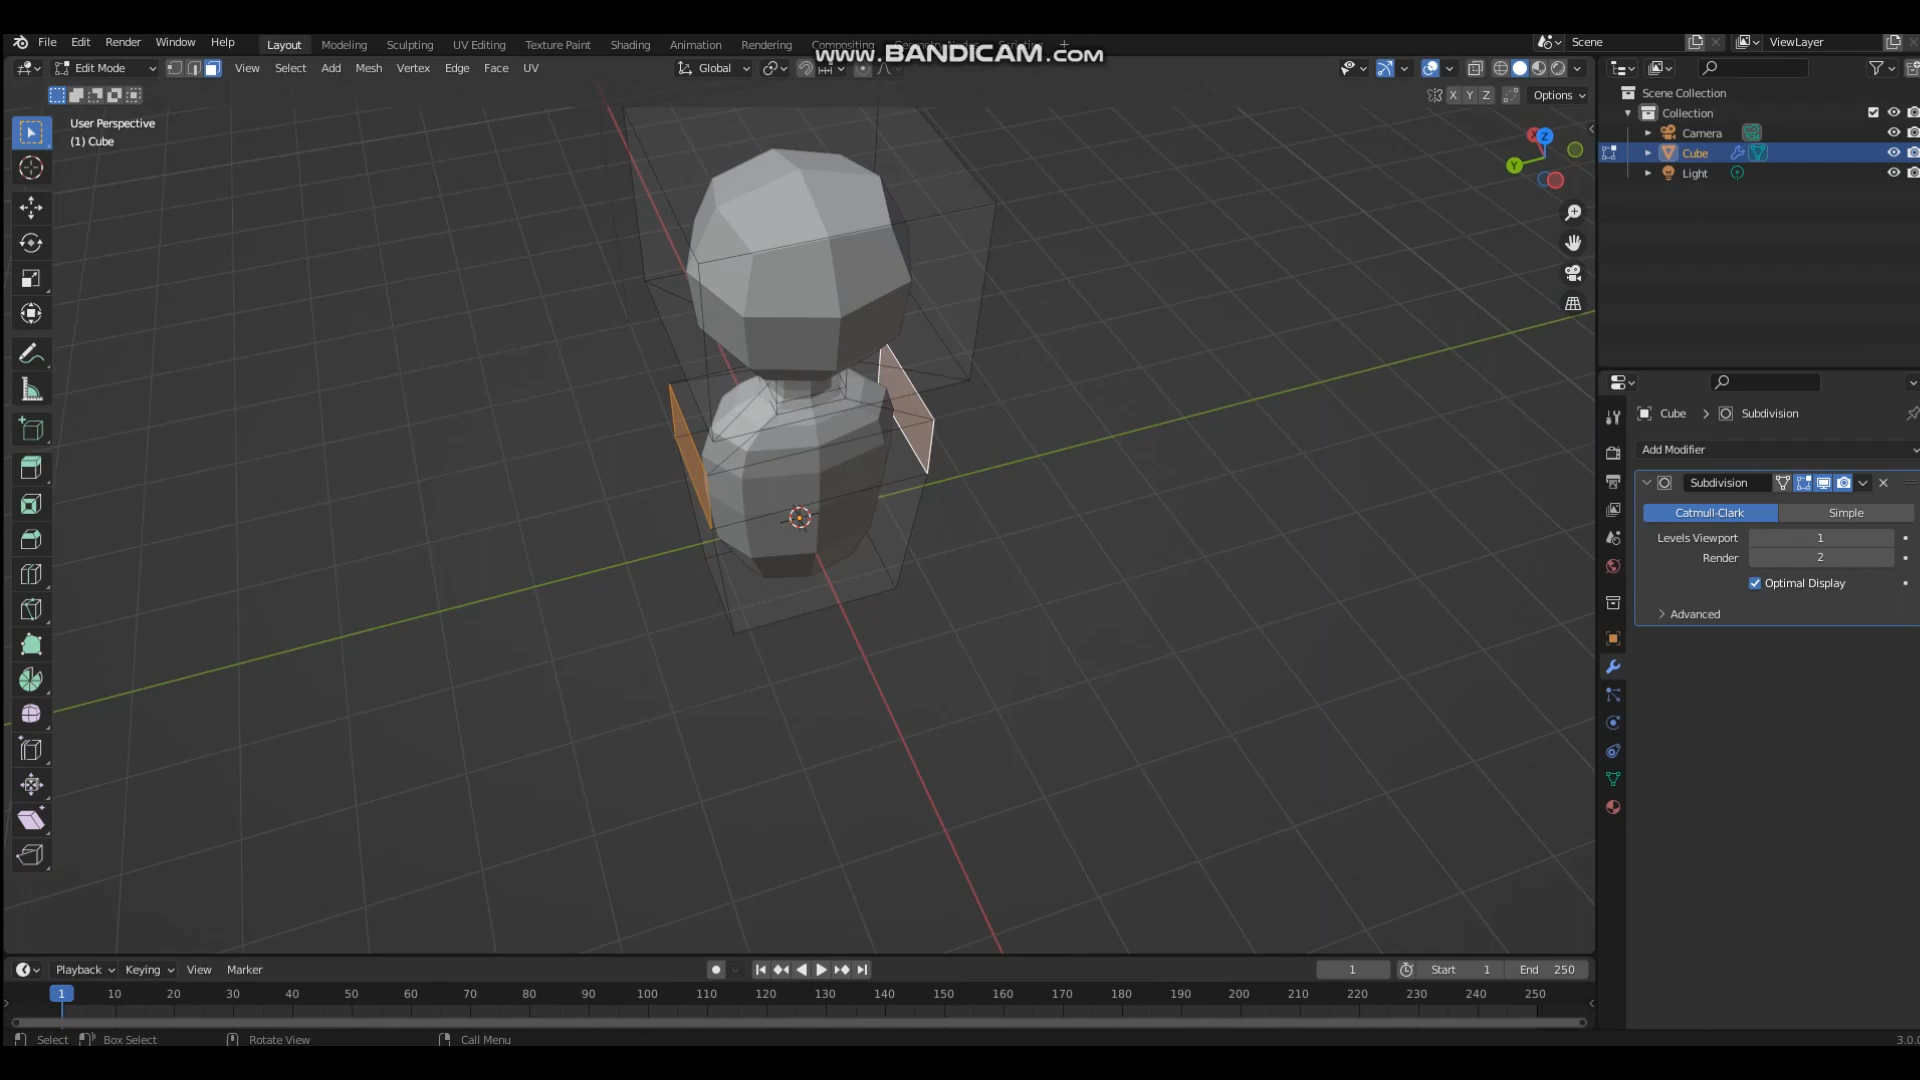 File Edit Render Window Help Layout Modeling Sculpting UV Editing Texture Paint Shading Animation Rendering Compositing Scene ViewLayer
www.BANDICAM.com
Edit Mode View Select Add Mesh Vertex Edge Face UV Global
X Y Z Options
User Perspective
(1) Cube
Z
Y
Scene Collection
Collection
Camera
Cube
Light
Cube > Subdivision
Add Modifier
Subdivision
Catmull-Clark Simple
Levels Viewport 1
Render 2
Optimal Display
Advanced
Playback Keying View Marker 1 Start 1 End 250
1 10 20 30 40 50 60 70 80 90 100 110 120 130 140 150 160 170 180 190 200 210 220 230 240 250
Select Box Select Rotate View Call Menu 3.0.0